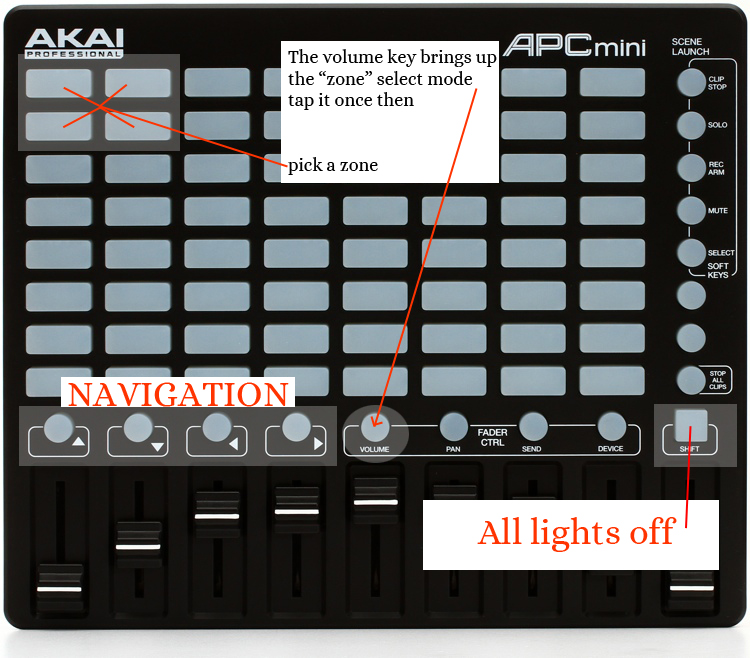 AKAI
PROFESSIONAL
APC mini
SCENE
LAUNCH
The volume key brings up
the “zone” select mode
tap it once then
pick a zone
CLIP
STOP
SOLO
REC
ARM
MUTE
SELECT
SOFT
KEYS
STOP
ALL
CLIPS
NAVIGATION
VOLUME
PAN
FADER
CTRL
SEND
DEVICE
SHIFT
All lights off